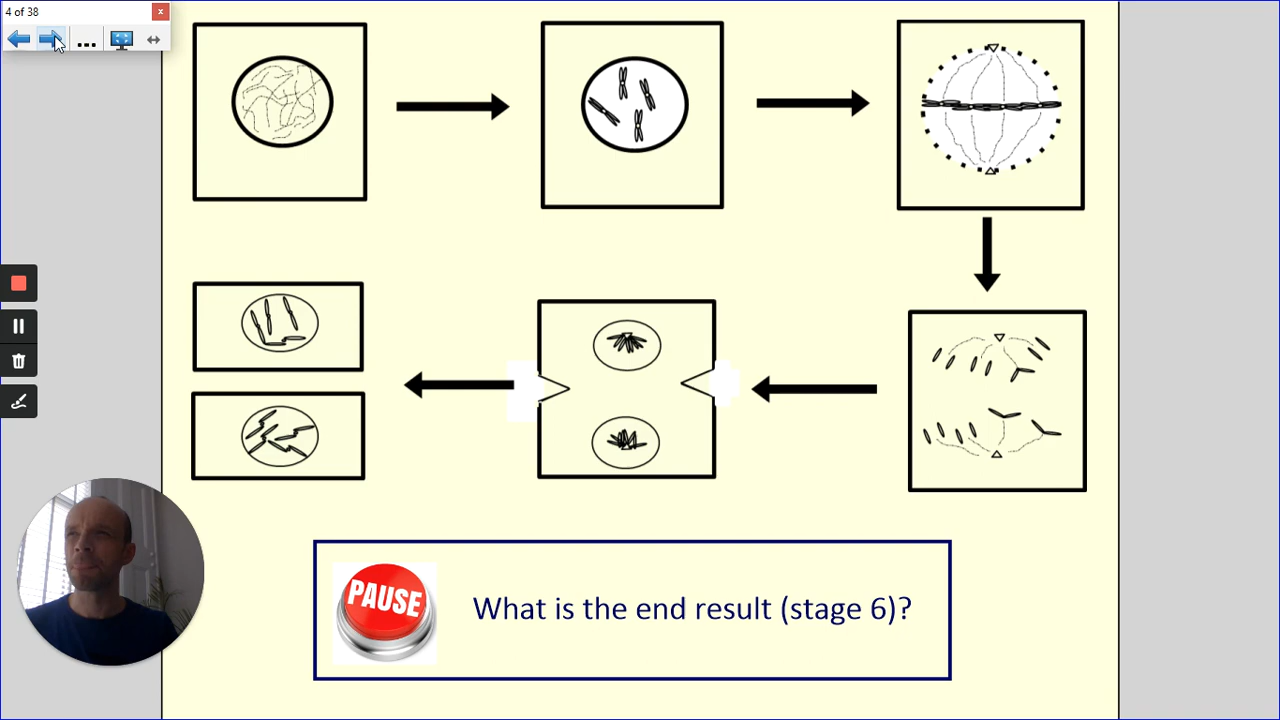 4 of 38
x
...
PAUSE
What is the end result (stage 6)?